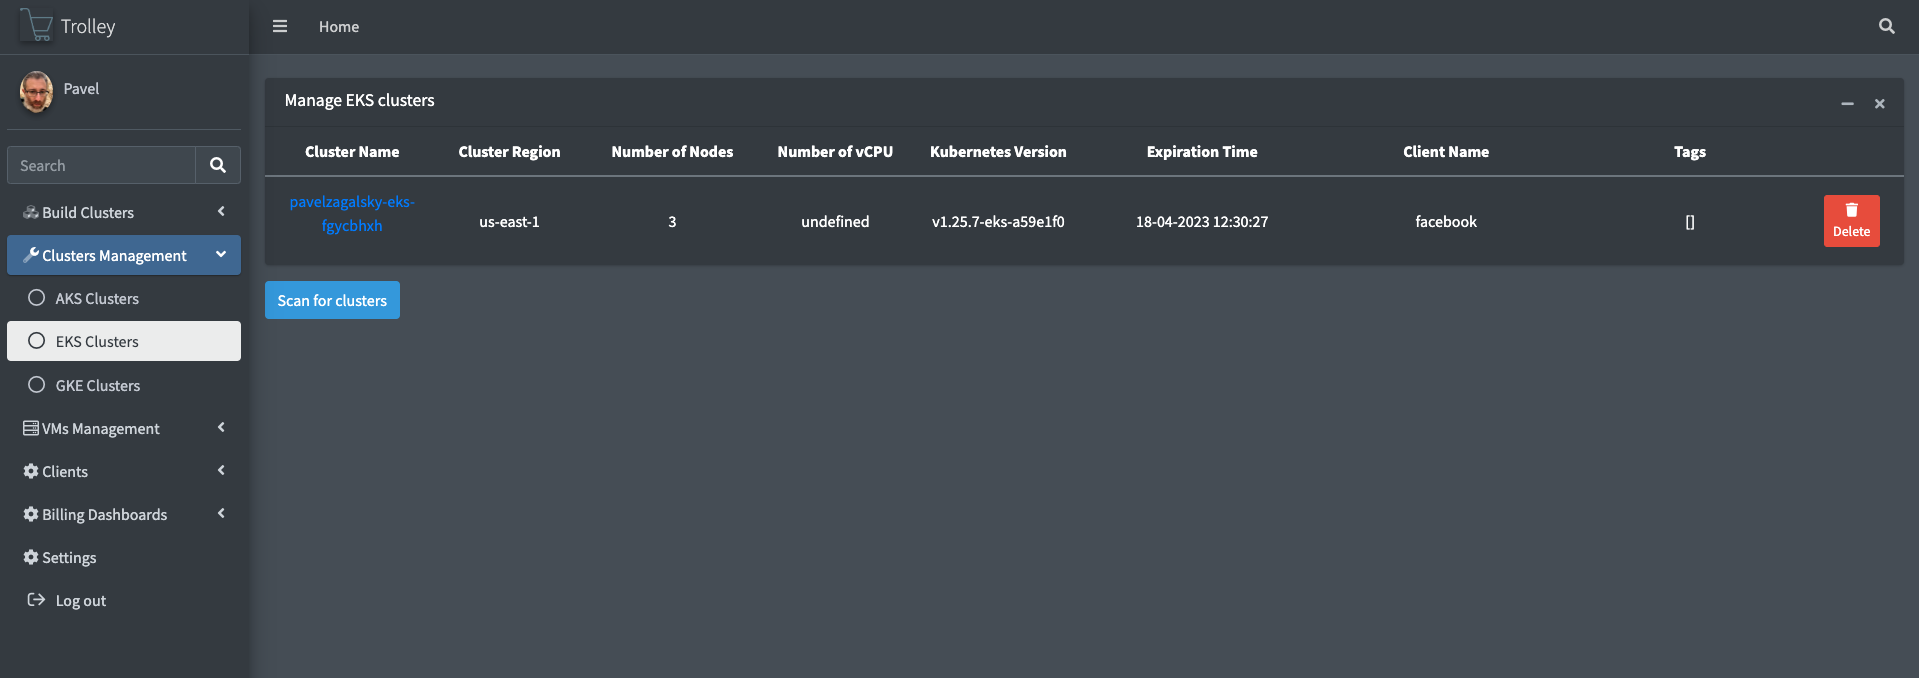 Trolley
Home
Pavel
Search
Build Clusters
Clusters Management
AKS Clusters
EKS Clusters
GKE Clusters
VMs Management
Clients
Billing Dashboards
Settings
Log out
Manage EKS clusters
Cluster Name Cluster Region Number of Nodes Number of vCPU Kubernetes Version Expiration Time Client Name Tags
pavelzagalsky-eks-
fgycbhxh us-east-1 3 undefined v1.25.7-eks-a59e1f0 18-04-2023 12:30:27 facebook []
Delete
Scan for clusters